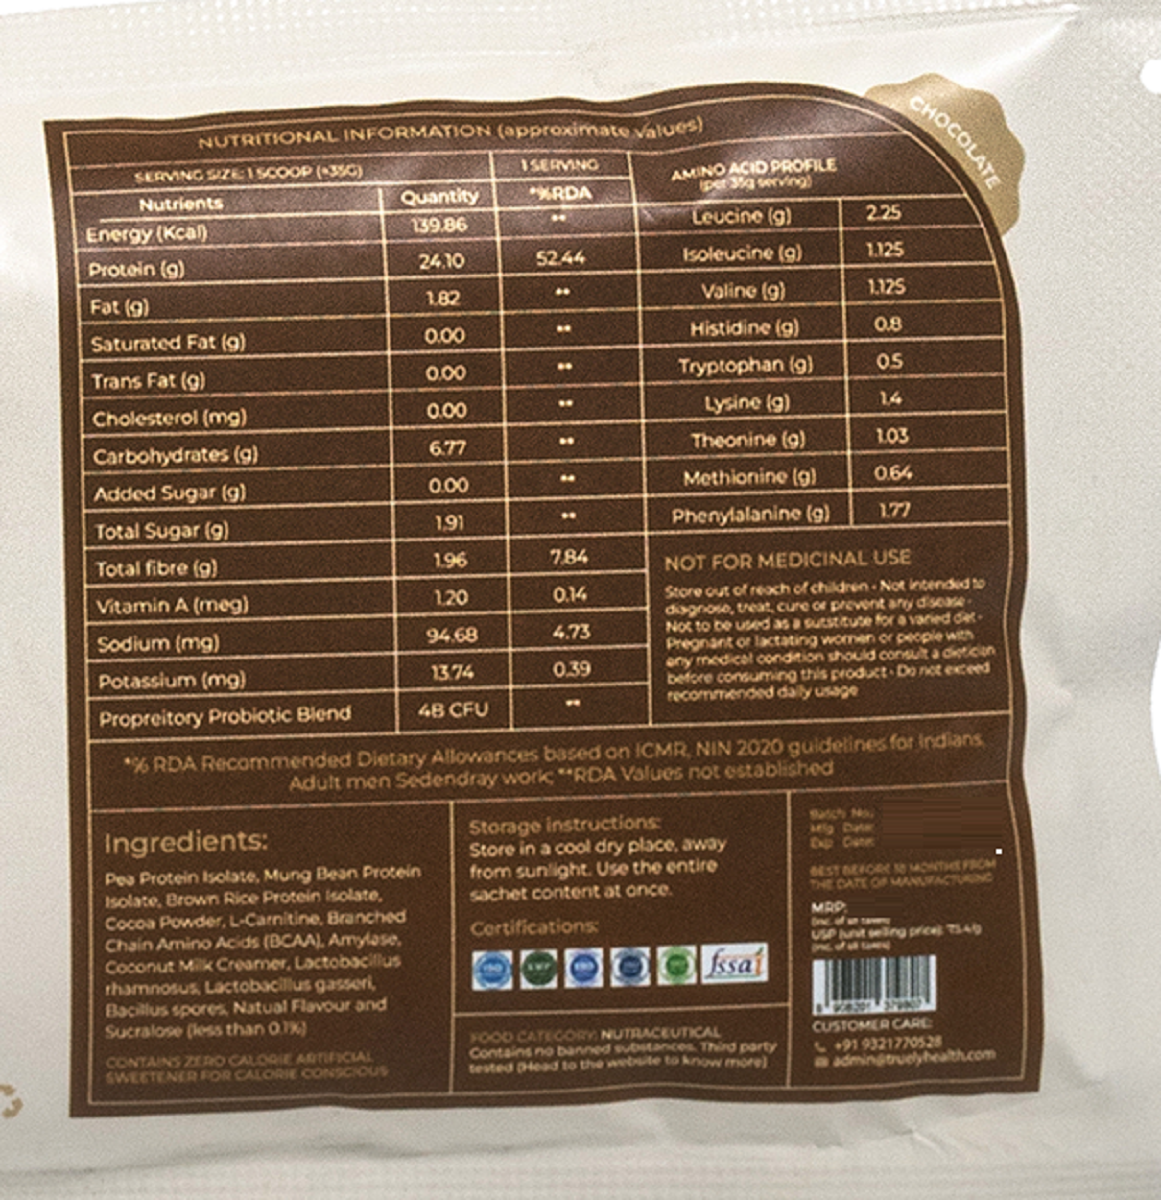 CHOCOLATE
NUTRITIONAL INFORMATION (approximate values)
SERVING SIZE: 1 SCOOP (≈35G) 1 SERVING
Nutrients Quantity *%RDA
Energy (Kcal) 139.86 **
Protein (g) 24.10 52.44
Fat (g) 1.82 **
Saturated Fat (g) 0.00 **
Trans Fat (g) 0.00 **
Cholesterol (mg) 0.00 **
Carbohydrates (g) 6.77 **
Added Sugar (g) 0.00 **
Total Sugar (g) 1.91 **
Total fibre (g) 1.96 7.84
Vitamin A (meg) 1.20 0.14
Sodium (mg) 94.68 4.73
Potassium (mg) 13.74 0.39
Propreitory Probiotic Blend 4B CFU **
AMINO ACID PROFILE
(per 35g serving)
Leucine (g) 2.25
Isoleucine (g) 1.125
Valine (g) 1.125
Histidine (g) 0.8
Tryptophan (g) 0.5
Lysine (g) 1.4
Theonine (g) 1.03
Methionine (g) 0.64
Phenylalanine (g) 1.77
NOT FOR MEDICINAL USE
Store out of reach of children • Not intended to
diagnose, treat, cure or prevent any disease •
Not to be used as a sutstitute for a varied diet •
Pregnant or lactating women or people with
any medical condition should consult a dietician
before consuming this product • Do not exceed
recommended daily usage
*% RDA Recommended Dietary Allowances based on ICMR, NIN 2020 guidelines for Indians,
Adult men Sedendray work; **RDA Values not established
Ingredients:
Pea Protein Isolate, Mung Bean Protein
Isolate, Brown Rice Protein Isolate,
Cocoa Powder, L-Carnitine, Branched
Chain Amino Acids (BCAA), Amylase,
Coconut Milk Creamer, Lactobacillus
rhamnosus, Lactobacillus gasseri,
Bacillus spores, Natual Flavour and
Sucralose (less than 0.1%)
CONTAINS ZERO CALORIE ARTIFICIAL
SWEETENER FOR CALORIE CONSCIOUS
Storage instructions:
Store in a cool dry place, away
from sunlight. Use the entire
sachet content at once.
Certifications:
fssai
FOOD CATEGORY: NUTRACEUTICAL
Contains no banned substances. Third party
tested (Head to the website to know more)
Batch No.:
Mfg Date:
Exp Date:
BEST BEFORE 18 MONTHS FROM
THE DATE OF MANUFACTURING
MRP:
(inc. of all taxes)
USP (unit selling price):
(inc. of all taxes)
CUSTOMER CARE:
+91 9321770528
admin@truelyhealth.com